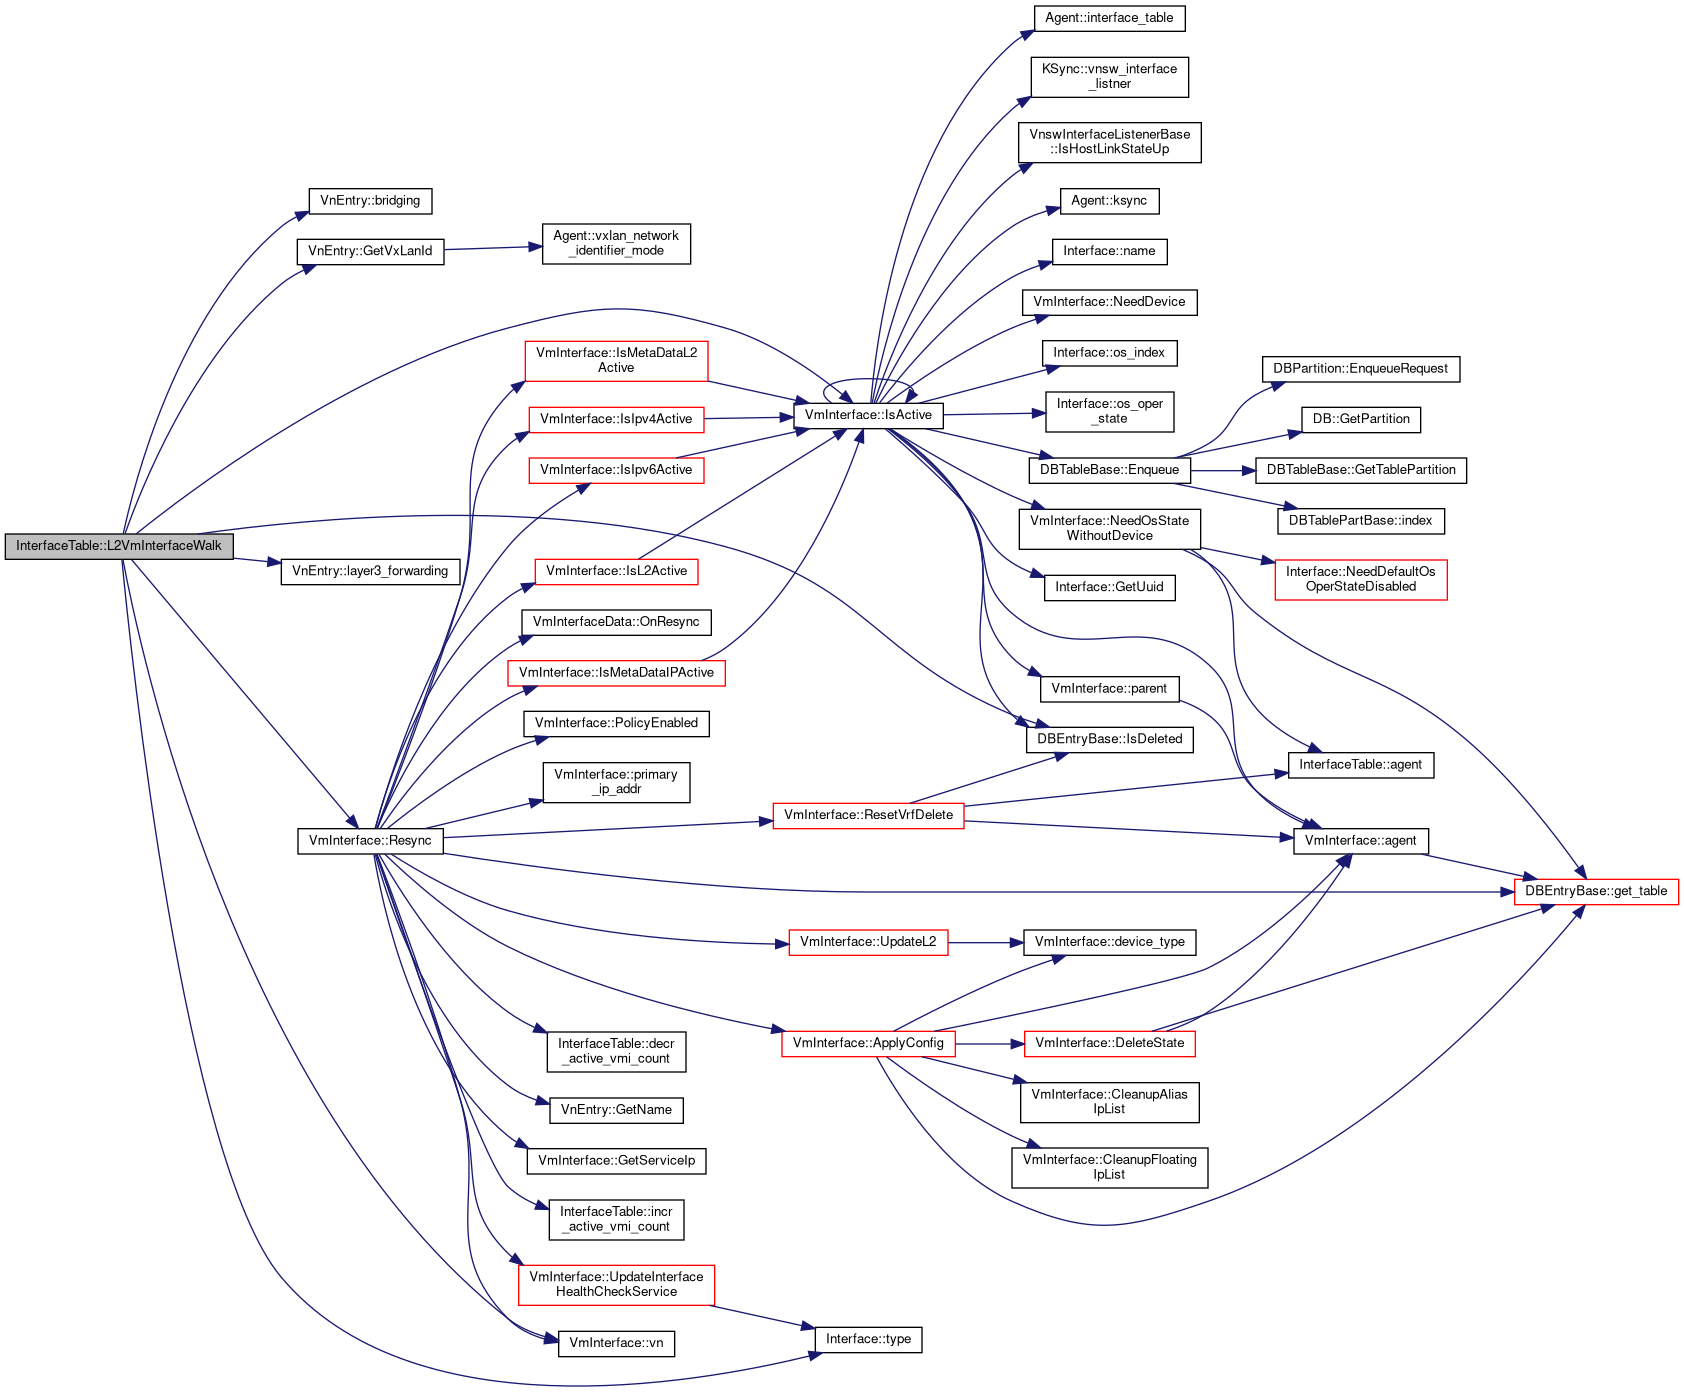 Agent::interface_table
KSync::vnsw_interface
_listner
VnswInterfaceListenerBase
::IsHostLinkStateUp
VnEntry::bridging
Agent::ksync
VnEntry::GetVxLanId
Agent::vxlan_network
_identifier_mode
Interface::name
VmInterface::NeedDevice
VmInterface::IsMetaDataL2
Active
Interface::os_index
DBPartition::EnqueueRequest
VmInterface::IsIpv4Active
VmInterface::IsActive
Interface::os_oper
_state
DB::GetPartition
VmInterface::IsIpv6Active
DBTableBase::Enqueue
DBTableBase::GetTablePartition
InterfaceTable::L2VmInterfaceWalk
VmInterface::NeedOsState
WithoutDevice
DBTablePartBase::index
VnEntry::layer3_forwarding
VmInterface::IsL2Active
Interface::GetUuid
Interface::NeedDefaultOs
OperStateDisabled
VmInterfaceData::OnResync
VmInterface::IsMetaDataIPActive
VmInterface::parent
VmInterface::PolicyEnabled
DBEntryBase::IsDeleted
InterfaceTable::agent
VmInterface::primary
_ip_addr
VmInterface::Resync
VmInterface::ResetVrfDelete
VmInterface::agent
DBEntryBase::get_table
VmInterface::UpdateL2
VmInterface::device_type
InterfaceTable::decr
_active_vmi_count
VmInterface::ApplyConfig
VmInterface::DeleteState
VnEntry::GetName
VmInterface::CleanupAlias
IpList
VmInterface::GetServiceIp
VmInterface::CleanupFloating
IpList
InterfaceTable::incr
_active_vmi_count
VmInterface::UpdateInterface
HealthCheckService
VmInterface::vn
Interface::type